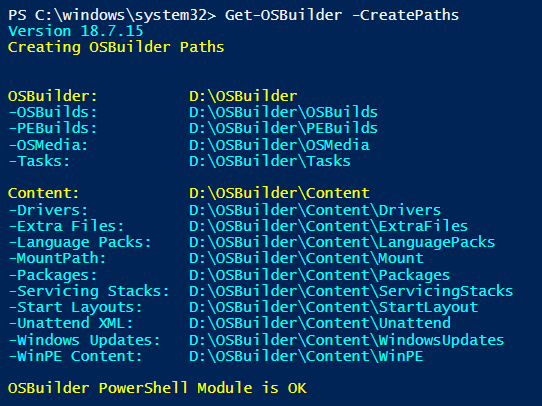 PS C:\windows\system32> Get-OSBuilder -CreatePaths
Version 18.7.15
Creating OSBuilder Paths
OSBuilder: D:\OSBuilder
-OSBuilds: D:\OSBuilder\OSBuilds
-PEBuilds: D:\OSBuilder\PEBuilds
-OSMedia: D:\OSBuilder\OSMedia
-Tasks: D:\OSBuilder\Tasks
Content: D:\OSBuilder\Content
-Drivers: D:\OSBuilder\Content\Drivers
-Extra Files: D:\OSBuilder\Content\ExtraFiles
-Language Packs: D:\OSBuilder\Content\LanguagePacks
-MountPath: D:\OSBuilder\Content\Mount
-Packages: D:\OSBuilder\Content\Packages
-Servicing Stacks: D:\OSBuilder\Content\ServicingStacks
-Start Layouts: D:\OSBuilder\Content\StartLayout
-Unattend XML: D:\OSBuilder\Content\Unattend
-Windows Updates: D:\OSBuilder\Content\WindowsUpdates
-WinPE Content: D:\OSBuilder\Content\WinPE
OSBuilder PowerShell Module is OK